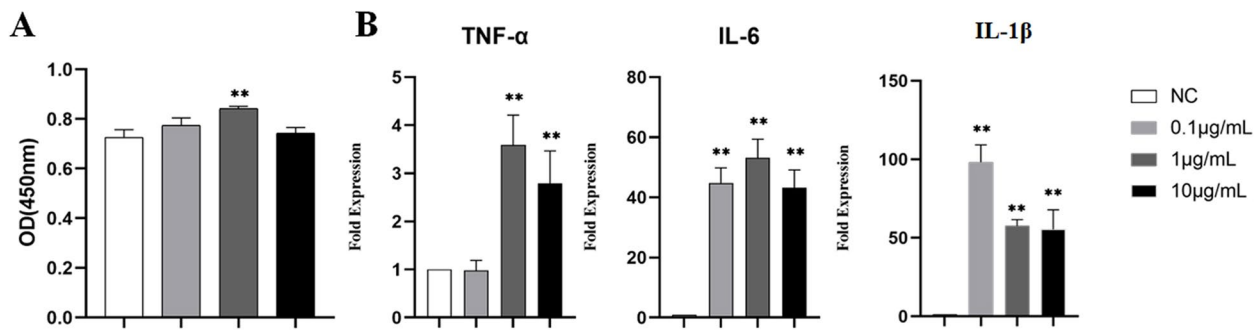 A
OD(450nm)
1.0
0.8
0.6
0.4
0.2
0.0
**
B
TNF-α
Fold Expression
5
4
3
2
1
0
**
**
IL-6
Fold Expression
80
60
40
20
0
**
**
**
IL-1β
Fold Expression
150
100
50
0
**
**
**
NC
0.1μg/mL
1μg/mL
10μg/mL